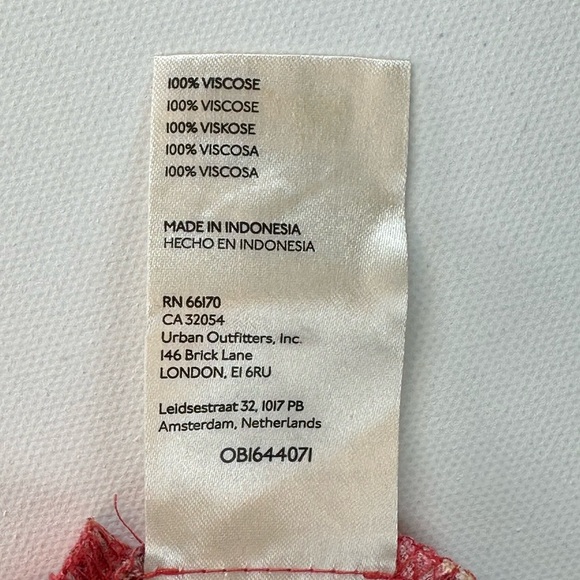 100% VISCOSE
100% VISCOSE
100% VISKOSE
100% VISCOSA
100% VISCOSA
MADE IN INDONESIA
HECHO EN INDONESIA
RN 66170
CA 32054
Urban Outfitters, Inc.
146 Brick Lane
LONDON, E1 6RU
Leidsestraat 32, 1017 PB
Amsterdam, Netherlands
OB1644071